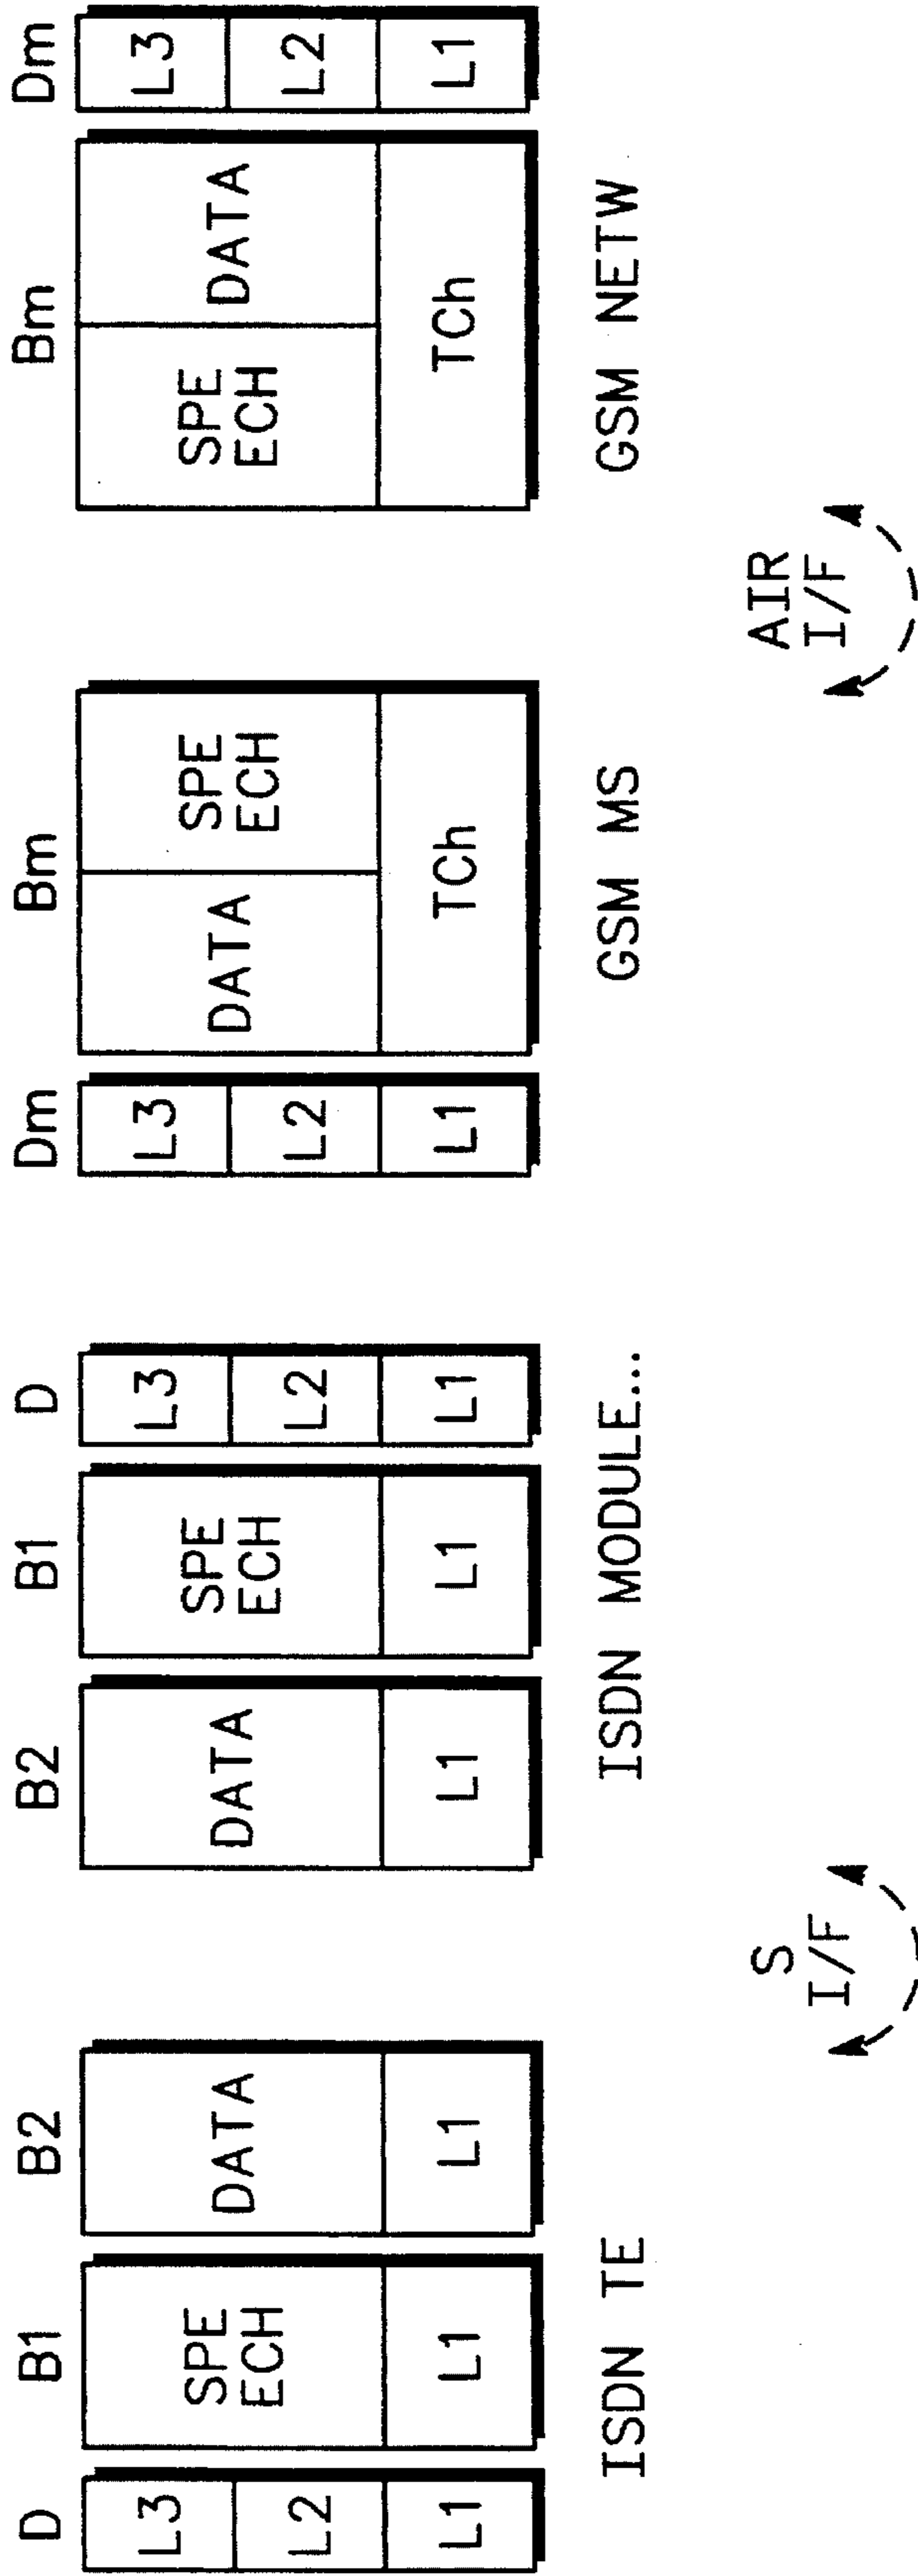 D B1 B2 B2 B1 D Dm Bm Bm Dm
L3 SPE DATA DATA SPE L3 L3 DATA SPE SPE DATA L3
ECH ECH ECH ECH
L2 L2 L2 L2
L1 L1 L1 L1 L1 L1 L1 TCh TCh L1
ISDN TE ISDN MODULE... GSM MS GSM NETW
S AIR
I/F I/F